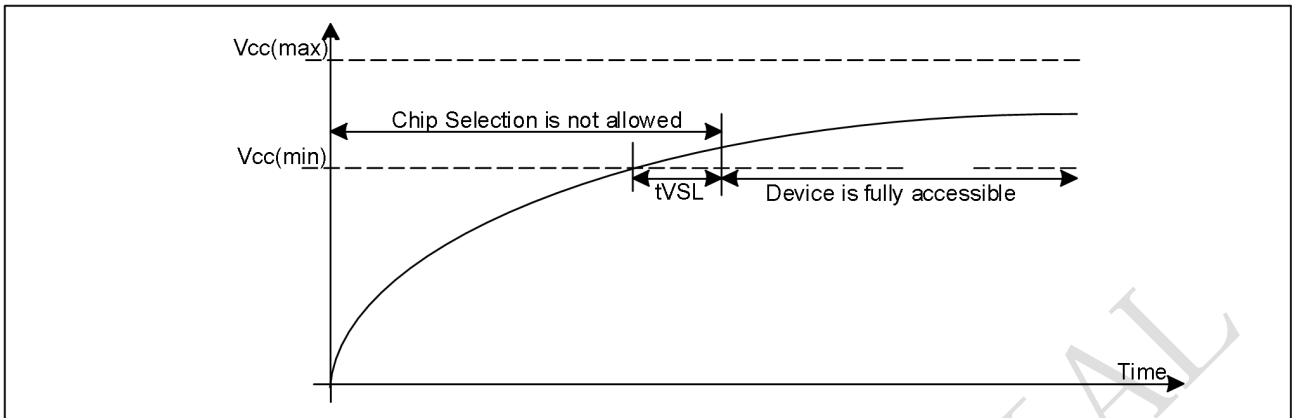 Vcc(max)
Chip Selection is not allowed
Vcc(min)
tVSL
Device is fully accessible
Time